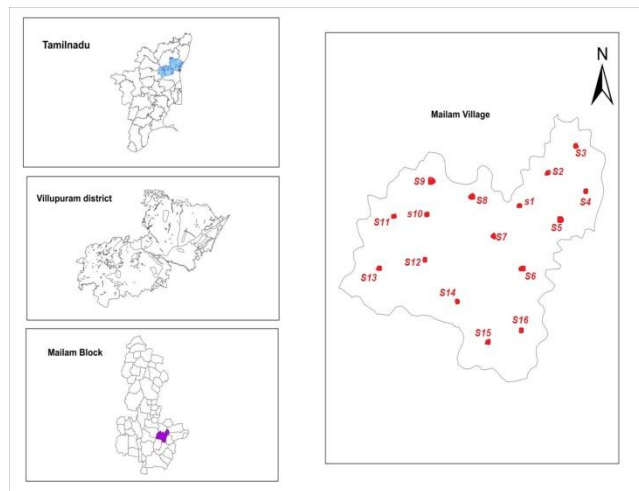 Tamilnadu
Villupuram district
Mailam Block
N
Mailam Village
S3
S2
S9
S4
S8
s1
s10
S11
S5
S7
S12
S13
S6
S14
S16
S15